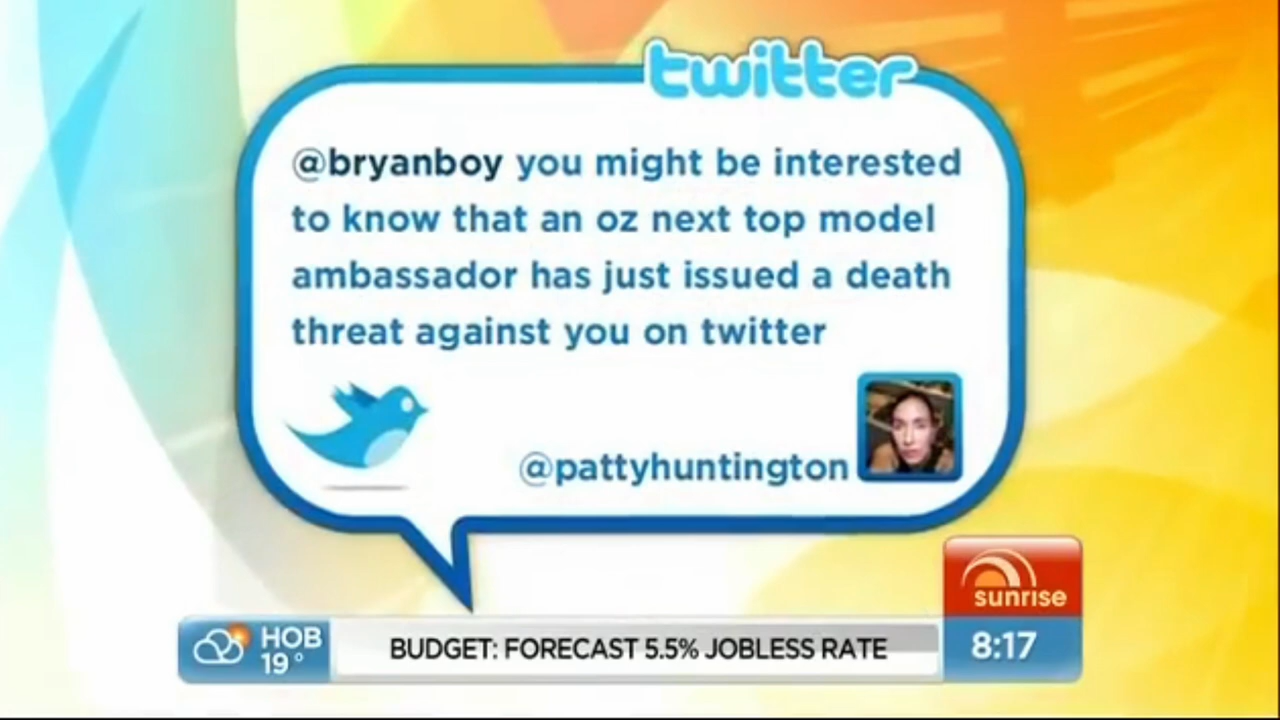 twitter
@bryanboy you might be interested
to know that an oz next top model
ambassador has just issued a death
threat against you on twitter
@pattyhuntington
sunrise
HOB
19°
BUDGET: FORECAST 5.5% JOBLESS RATE
8:17